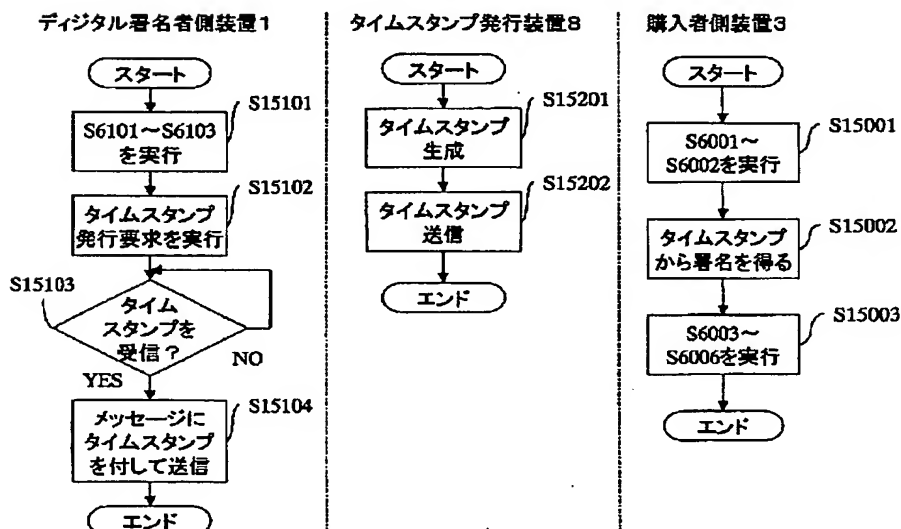 ディジタル署名者側装置1
スタート
S15101
S6101～S6103
を実行
S15102
タイムスタンプ
発行要求を実行
S15103
タイム
スタンプを
受信？
NO
YES
S15104
メッセージに
タイムスタンプ
を付して送信
エンド
タイムスタンプ発行装置8
スタート
S15201
タイムスタンプ
生成
S15202
タイムスタンプ
送信
エンド
購入者側装置3
スタート
S15001
S6001～
S6002を実行
S15002
タイムスタンプ
から署名を得る
S15003
S6003～
S6006を実行
エンド